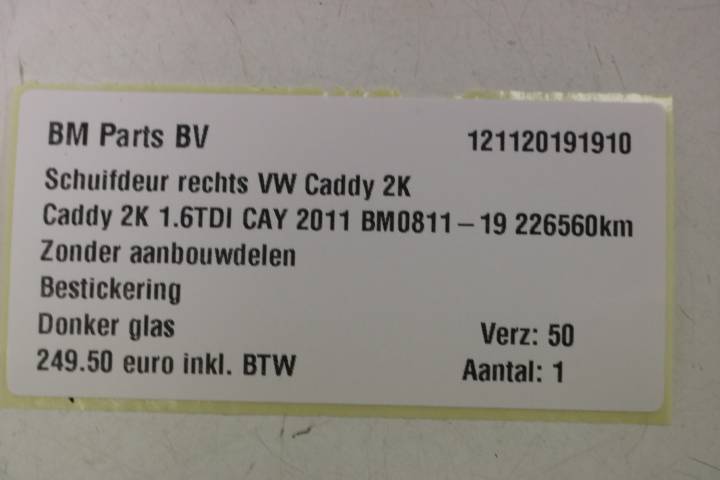 BM Parts BV 121120191910
Schuifdeur rechts VW Caddy 2K
Caddy 2K 1.6TDI CAY 2011 BM0811-19 226560km
Zonder aanbouwdelen
Bestickering
Donker glas Verz: 50
249.50 euro inkl. BTW Aantal: 1